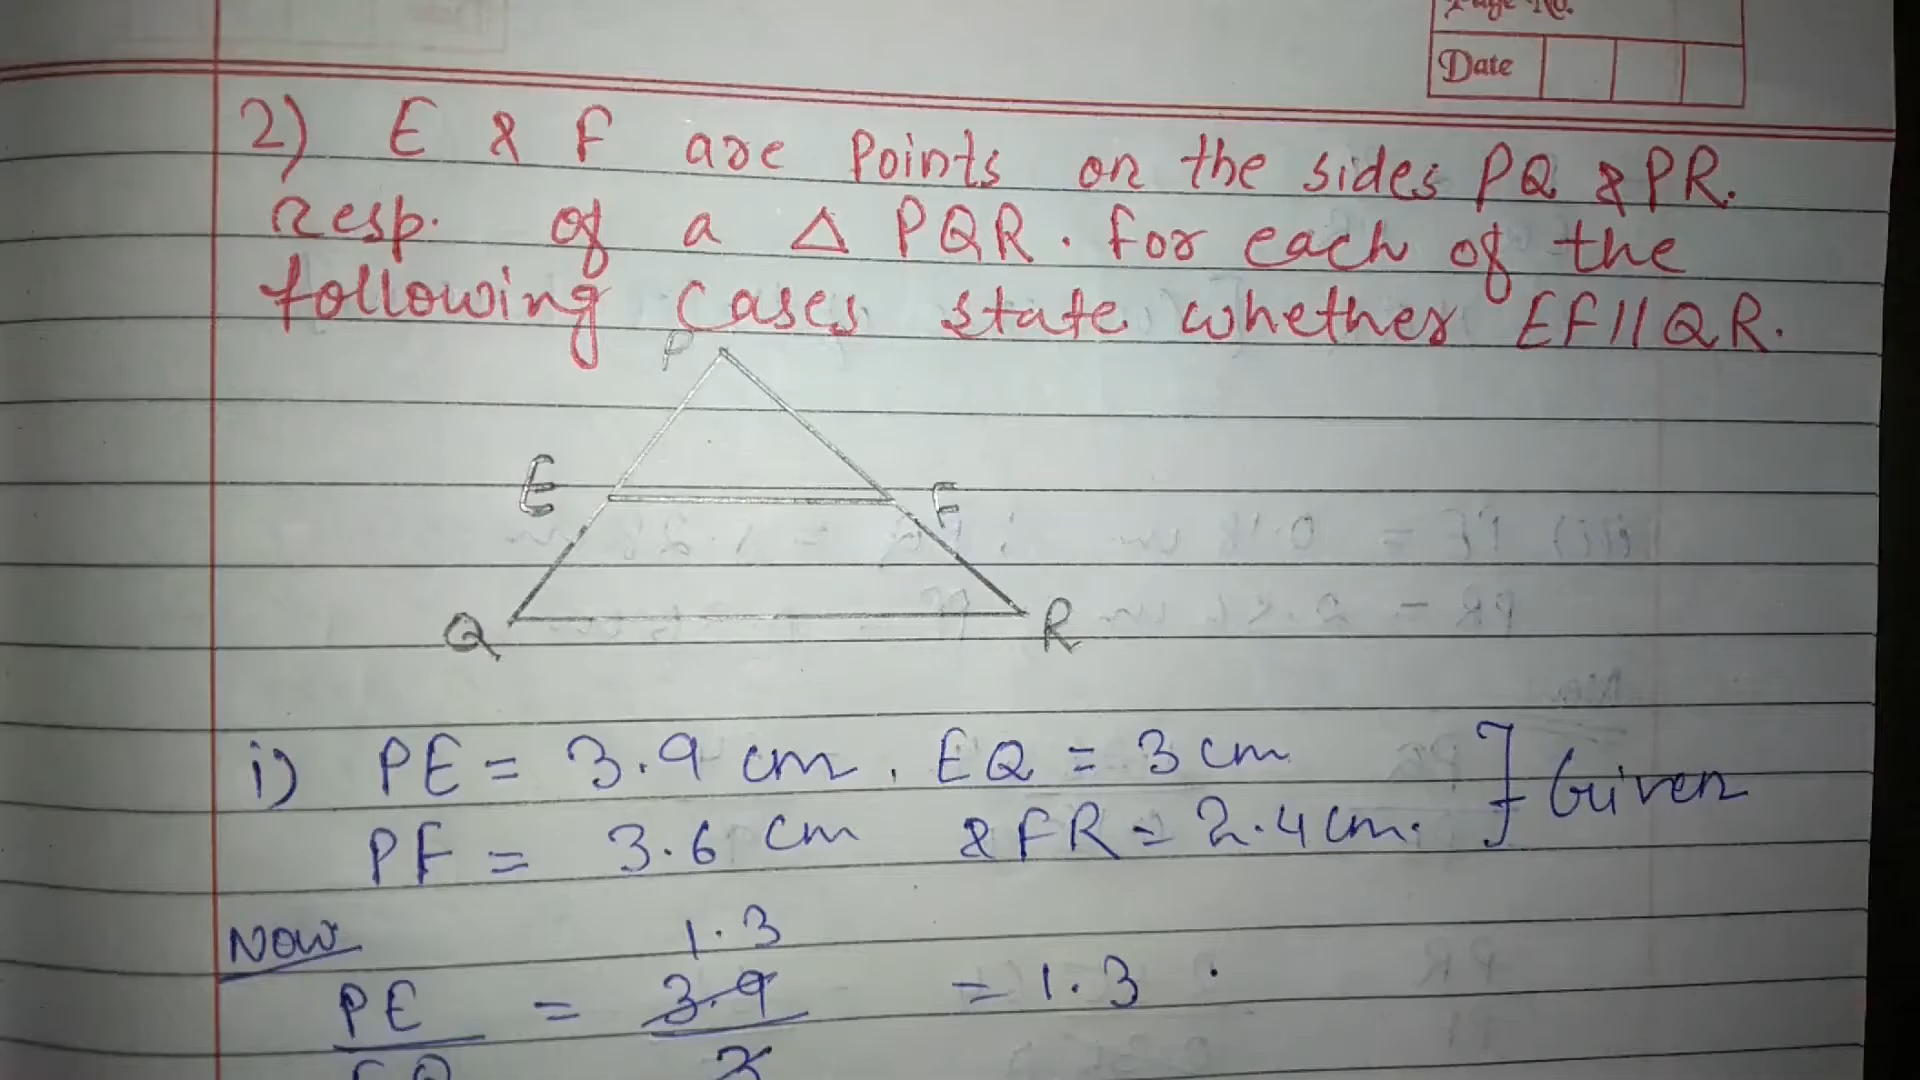 Page No.
Date
2) E & F are Points on the sides PQ & PR.
Resp. of a △ PQR. For each of the
following Cases state whether EF || QR.
P
E F
Q R
i) PE = 3.9 cm, EQ = 3 cm
PF = 3.6 cm & FR = 2.4 cm. } Given
Now
1.3
PE = 3.9 = 1.3
EQ 3